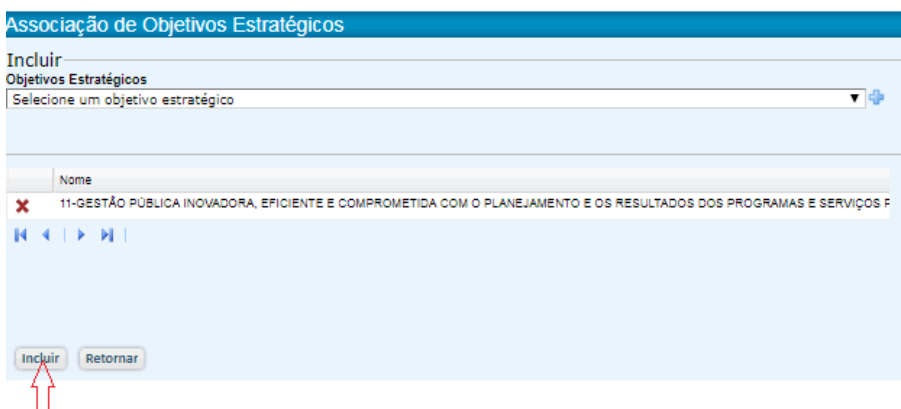 Associação de Objetivos Estratégicos
Incluir
Objetivos Estratégicos
Selecione um objetivo estratégico
Nome
11-GESTÃO PÚBLICA INOVADORA, EFICIENTE E COMPROMETIDA COM O PLANEJAMENTO E OS RESULTADOS DOS PROGRAMAS E SERVIÇOS
Incluir Retornar